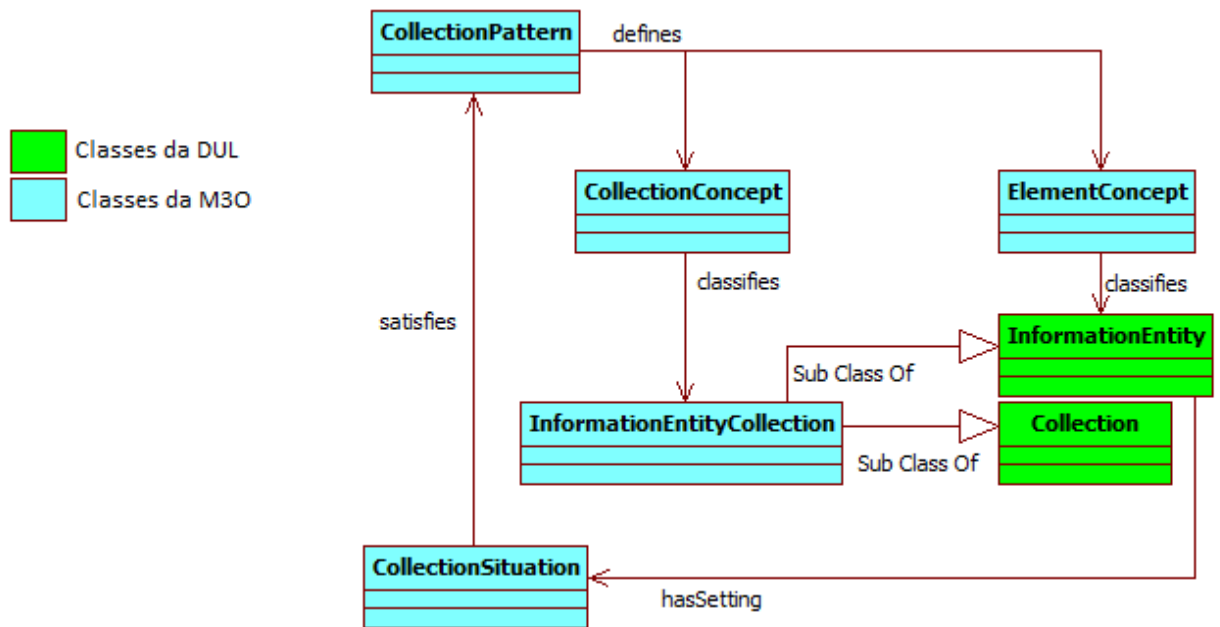 CollectionPattern
defines
Classes da DUL
Classes da M3O
CollectionConcept
ElementConcept
classifies
classifies
satisfies
InformationEntity
Sub Class Of
InformationEntityCollection
Collection
Sub Class Of
CollectionSituation
hasSetting